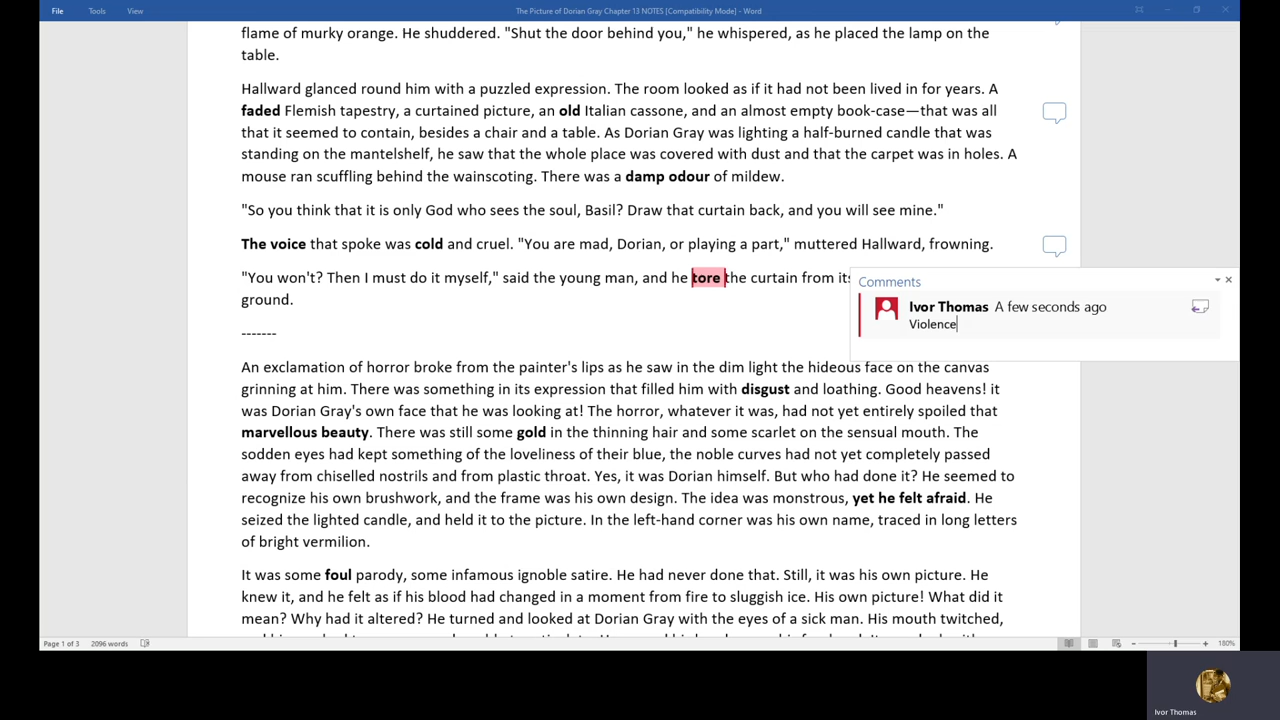 File Tools View The Picture of Dorian Gray Chapter 13 NOTES [Compatibility Mode] - Word
flame of murky orange. He shuddered. "Shut the door behind you," he whispered, as he placed the lamp on the
table.
Hallward glanced round him with a puzzled expression. The room looked as if it had not been lived in for years. A
faded Flemish tapestry, a curtained picture, an old Italian cassone, and an almost empty book-case—that was all
that it seemed to contain, besides a chair and a table. As Dorian Gray was lighting a half-burned candle that was
standing on the mantelshelf, he saw that the whole place was covered with dust and that the carpet was in holes. A
mouse ran scuffling behind the wainscoting. There was a damp odour of mildew.
"So you think that it is only God who sees the soul, Basil? Draw that curtain back, and you will see mine."
The voice that spoke was cold and cruel. "You are mad, Dorian, or playing a part," muttered Hallward, frowning.
"You won't? Then I must do it myself," said the young man, and he tore the curtain from its
ground.
-------
Comments
Ivor Thomas A few seconds ago
Violence
An exclamation of horror broke from the painter's lips as he saw in the dim light the hideous face on the canvas
grinning at him. There was something in its expression that filled him with disgust and loathing. Good heavens! it
was Dorian Gray's own face that he was looking at! The horror, whatever it was, had not yet entirely spoiled that
marvellous beauty. There was still some gold in the thinning hair and some scarlet on the sensual mouth. The
sodden eyes had kept something of the loveliness of their blue, the noble curves had not yet completely passed
away from chiselled nostrils and from plastic throat. Yes, it was Dorian himself. But who had done it? He seemed to
recognize his own brushwork, and the frame was his own design. The idea was monstrous, yet he felt afraid. He
seized the lighted candle, and held it to the picture. In the left-hand corner was his own name, traced in long letters
of bright vermilion.
It was some foul parody, some infamous ignoble satire. He had never done that. Still, it was his own picture. He
knew it, and he felt as if his blood had changed in a moment from fire to sluggish ice. His own picture! What did it
mean? Why had it altered? He turned and looked at Dorian Gray with the eyes of a sick man. His mouth twitched,
Page 1 of 3 2096 words 180%
Ivor Thomas